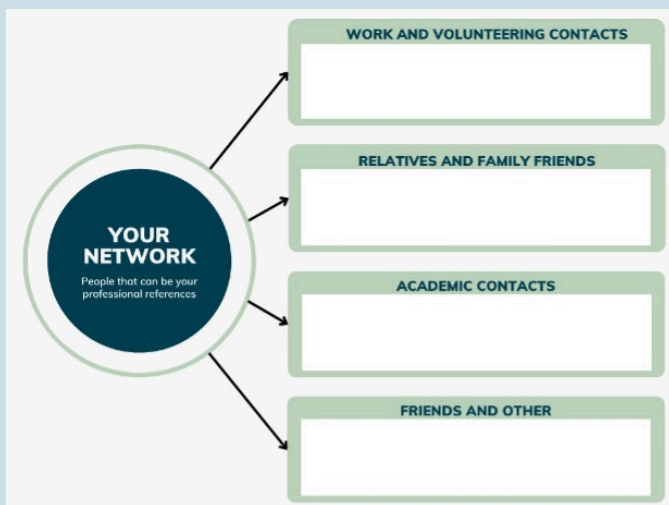 YOUR
NETWORK
People that can be your
professional references
WORK AND VOLUNTEERING CONTACTS
RELATIVES AND FAMILY FRIENDS
ACADEMIC CONTACTS
FRIENDS AND OTHER